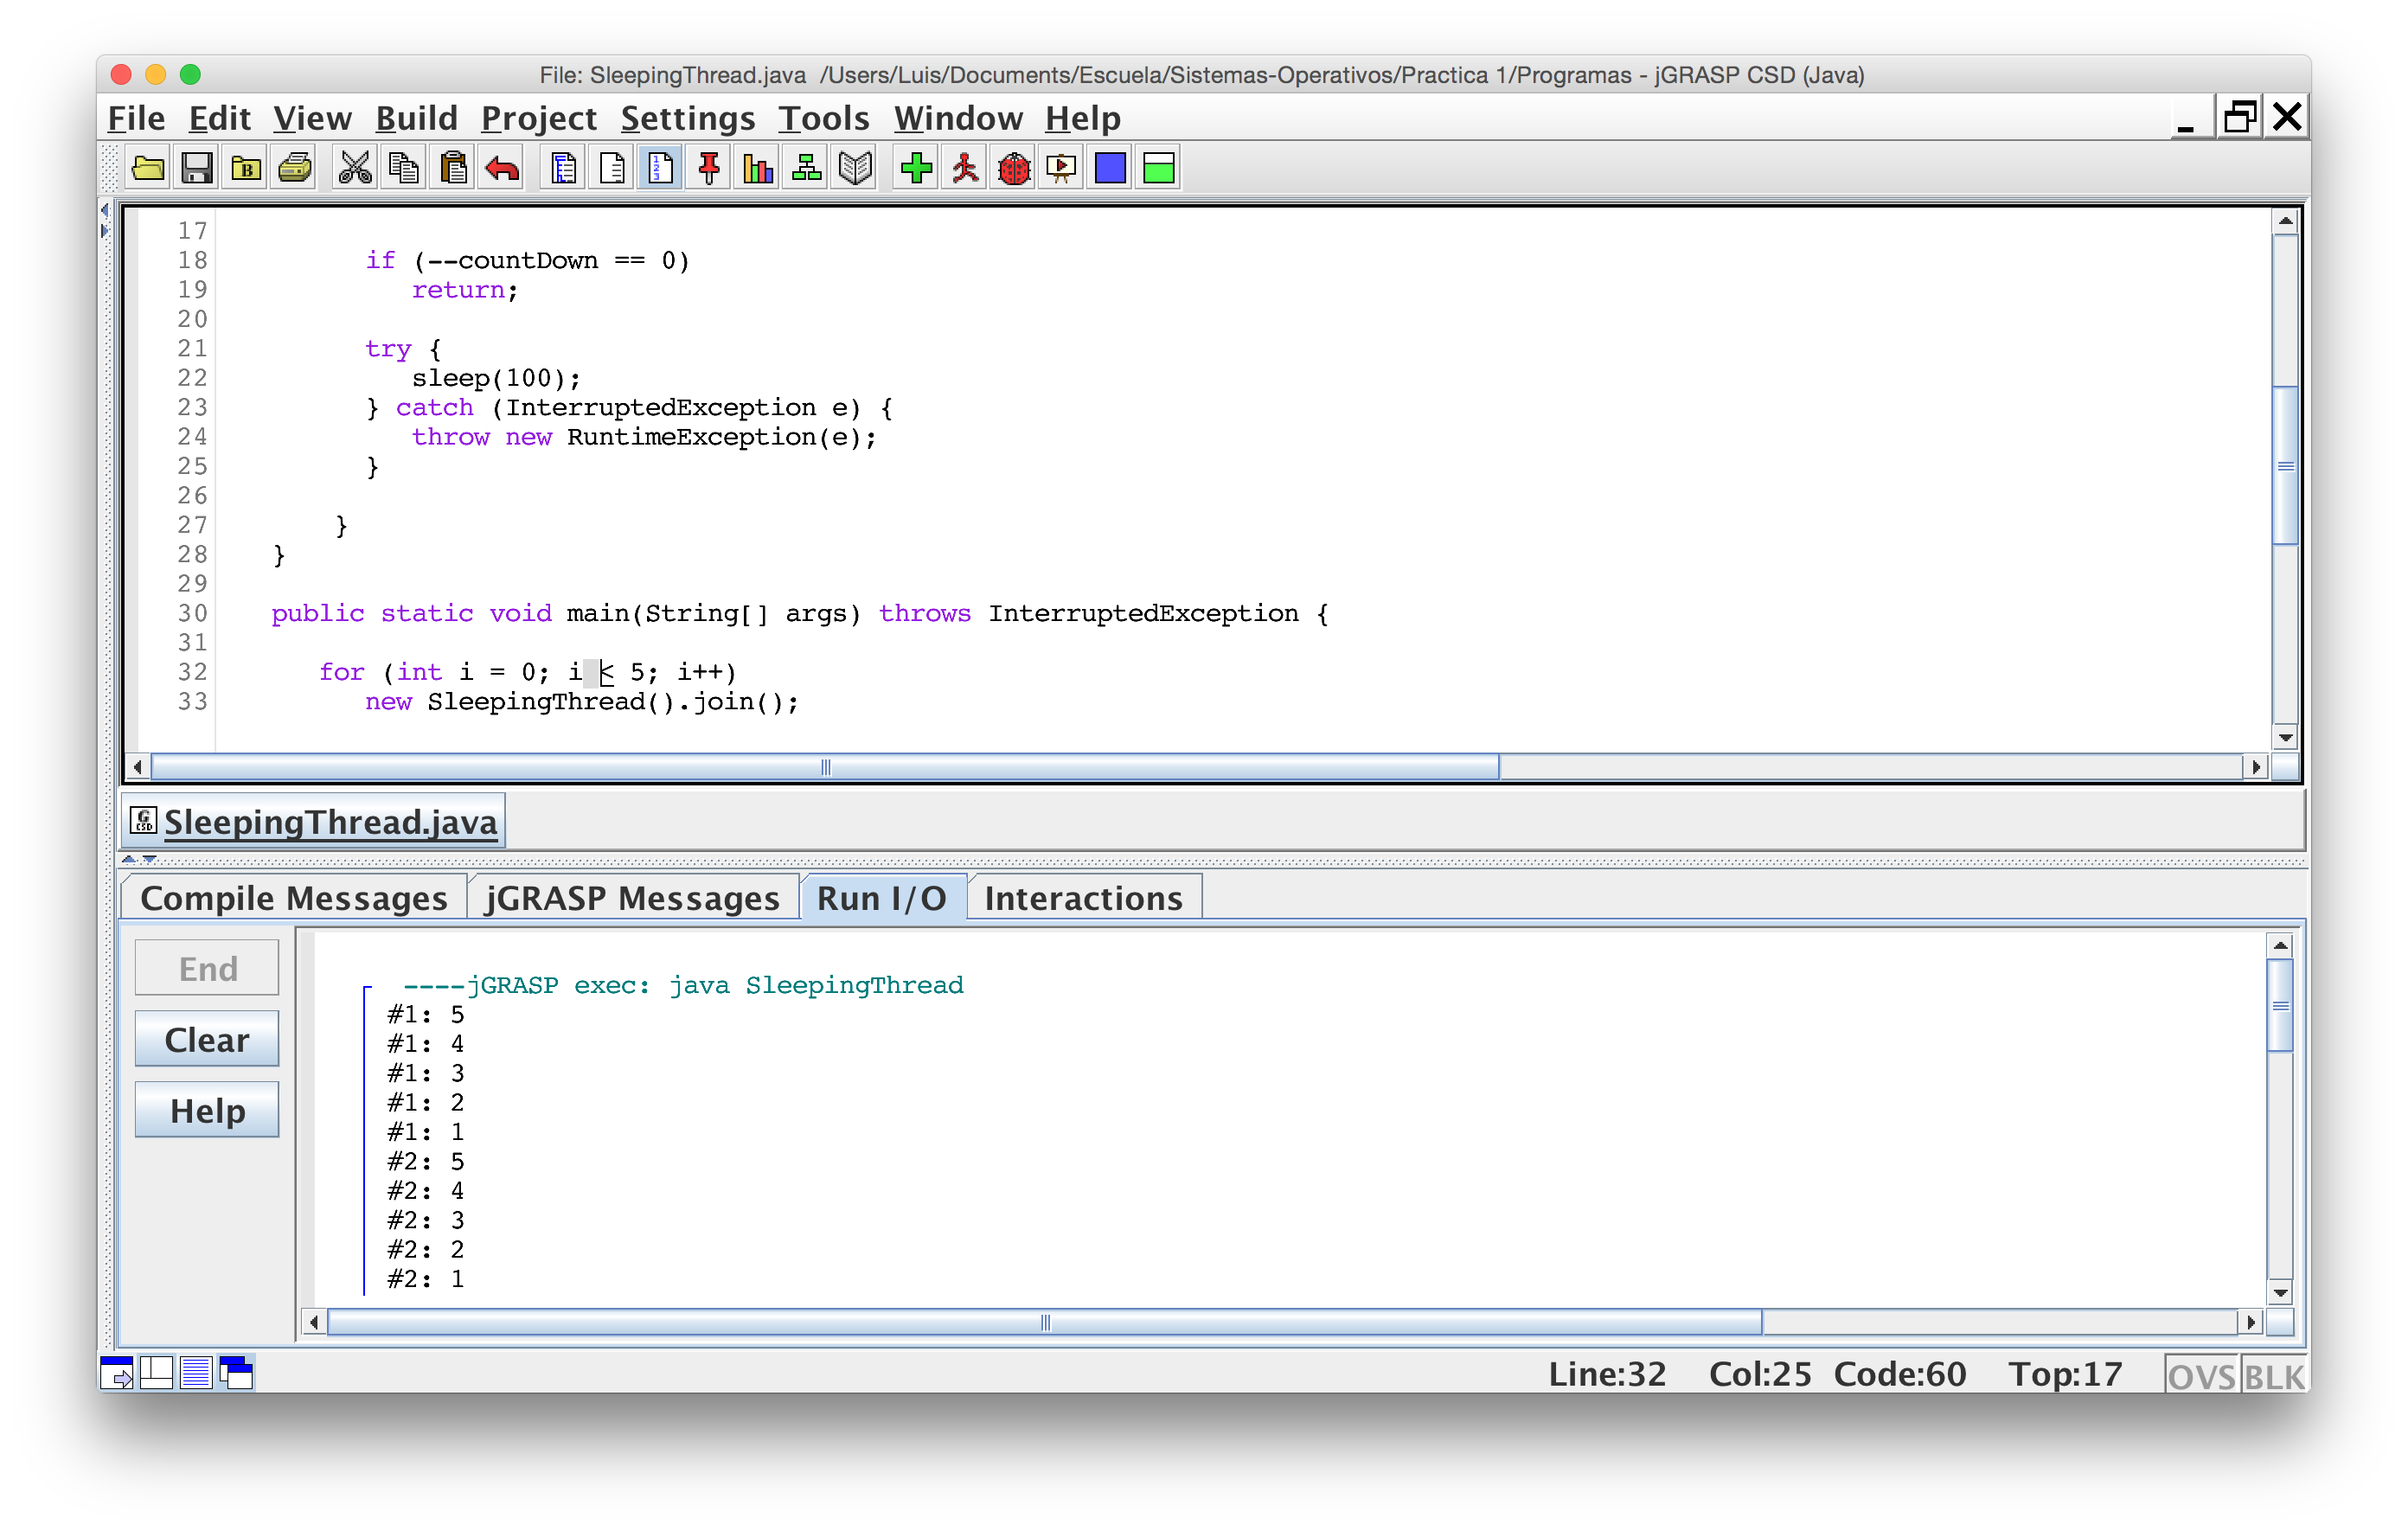 File: SleepingThread.java  /Users/Luis/Documents/Escuela/Sistemas-Operativos/Practica 1/Programas - jGRASP CSD (Java)
File Edit View Build Project Settings Tools Window Help
17
18 if (--countDown == 0)
19 return;
20
21 try {
22 sleep(100);
23 } catch (InterruptedException e) {
24 throw new RuntimeException(e);
25 }
26
27 }
28 }
29
30 public static void main(String[] args) throws InterruptedException {
31
32 for (int i = 0; i < 5; i++)
33 new SleepingThread().join();
G CSD SleepingThread.java
Compile Messages jGRASP Messages Run I/O Interactions
End
Clear
Help
----jGRASP exec: java SleepingThread
#1: 5
#1: 4
#1: 3
#1: 2
#1: 1
#2: 5
#2: 4
#2: 3
#2: 2
#2: 1
Line:32 Col:25 Code:60 Top:17 OVS BLK